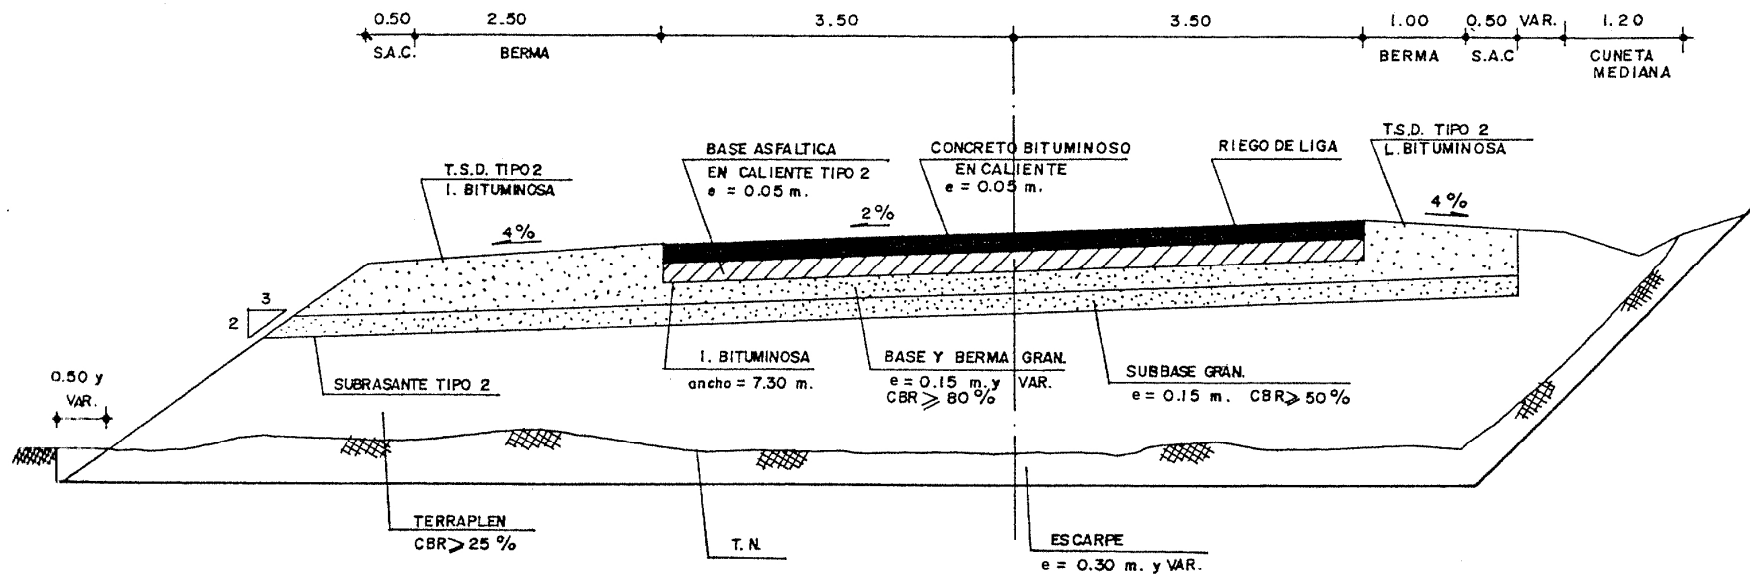 0.50 2.50 3.50 3.50 1.00 0.50 VAR. 1.20
S.A.C. BERMA BERMA S.A.C CUNETA
MEDIANA
T.S.D. TIPO 2
I. BITUMINOSA
BASE ASFALTICA
EN CALIENTE TIPO 2
e = 0.05 m.
CONCRETO BITUMINOSO
EN CALIENTE
e = 0.05 m.
RIEGO DE LIGA
T.S.D. TIPO 2
L. BITUMINOSA
4%
2%
4%
3
2
0.50 y
VAR.
SUBRASANTE TIPO 2
I. BITUMINOSA
ancho = 7.30 m.
BASE Y BERMA GRAN.
e = 0.15 m. y VAR.
CBR ⩾ 80 %
SUBBASE GRAN.
e = 0.15 m. CBR ⩾ 50 %
TERRAPLEN
CBR ⩾ 25 %
T. N.
ESCARPE
e = 0.30 m. y VAR.